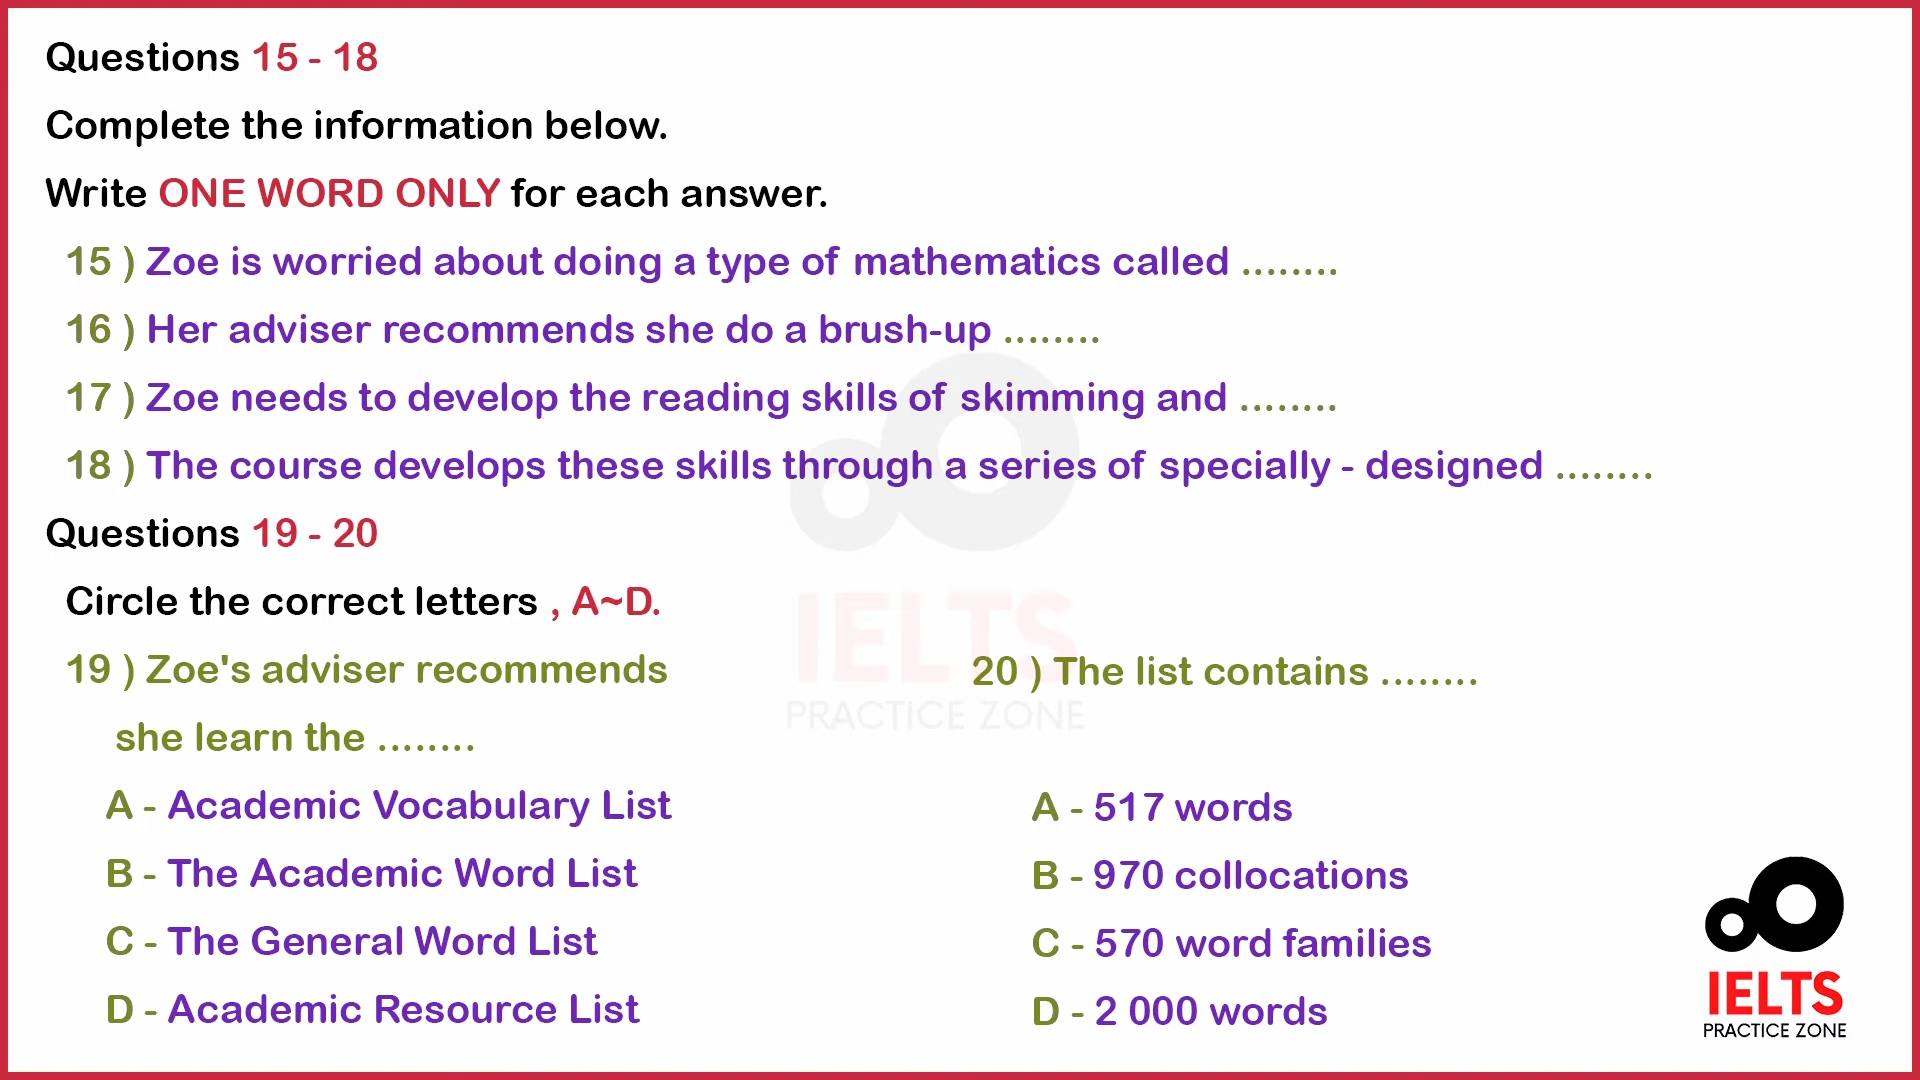 Questions 15 - 18
Complete the information below.
Write ONE WORD ONLY for each answer.
15 ) Zoe is worried about doing a type of mathematics called ........
16 ) Her adviser recommends she do a brush-up ........
17 ) Zoe needs to develop the reading skills of skimming and ........
18 ) The course develops these skills through a series of specially - designed ........
Questions 19 - 20
Circle the correct letters , A~D.
19 ) Zoe's adviser recommends
she learn the ........
A - Academic Vocabulary List
B - The Academic Word List
C - The General Word List
D - Academic Resource List
20 ) The list contains ........
A - 517 words
B - 970 collocations
C - 570 word families
D - 2 000 words
IELTS
PRACTICE ZONE
IELTS
PRACTICE ZONE